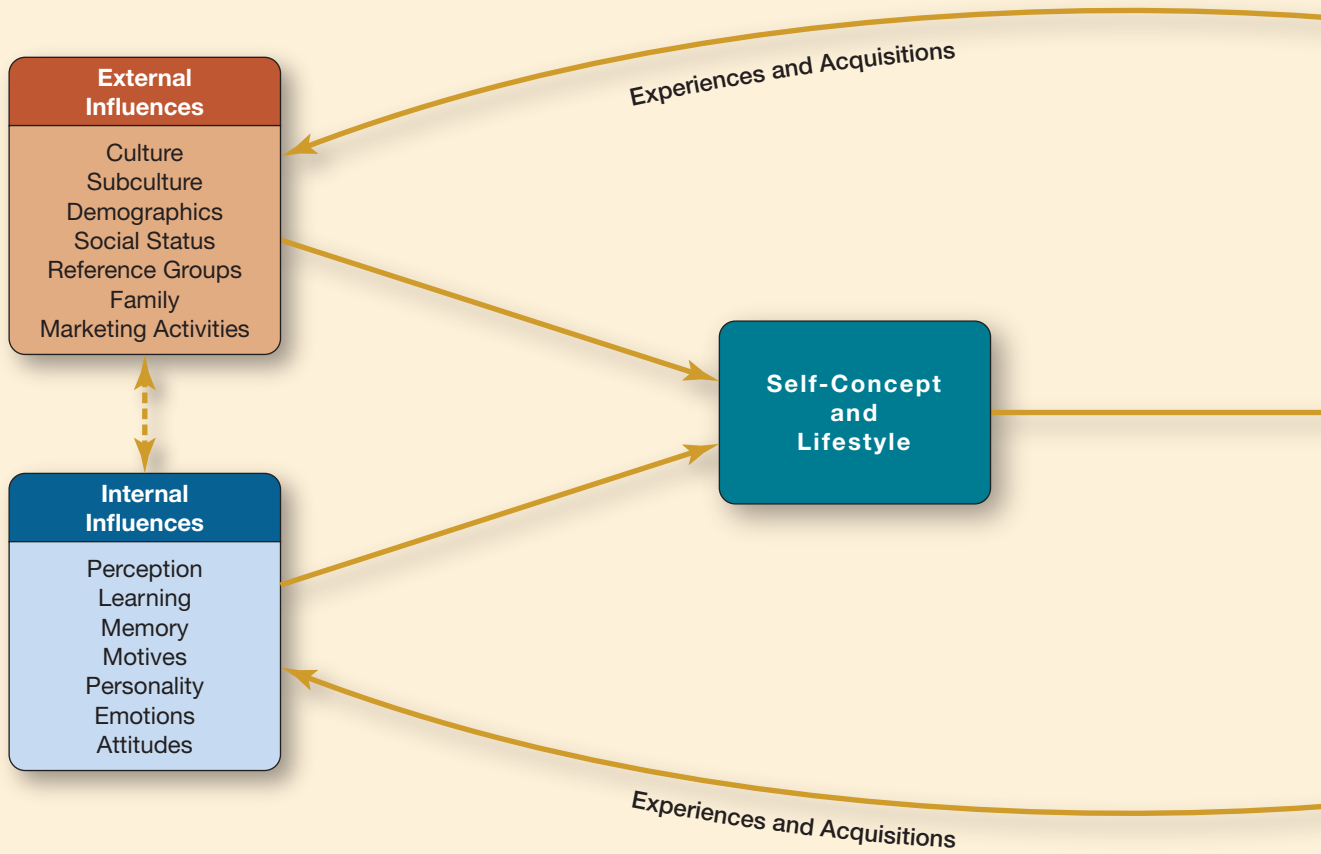 Experiences and Acquisitions
External
Influences
Culture
Subculture
Demographics
Social Status
Reference Groups
Family
Marketing Activities
Self-Concept
and
Lifestyle
Internal
Influences
Perception
Learning
Memory
Motives
Personality
Emotions
Attitudes
Experiences and Acquisitions